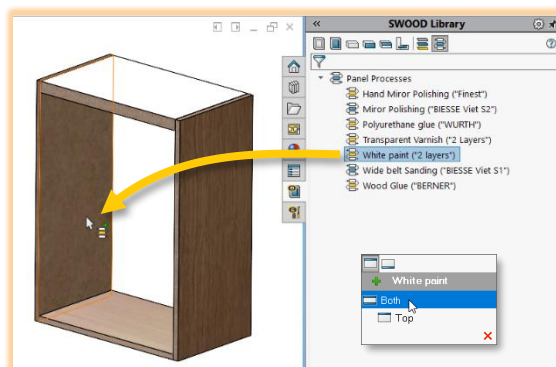 SWOOD Library
Panel Processes
Hand Miror Polishing ("Finest")
Miror Polishing ("BIESSE Viet S2")
Polyurethane glue ("WURTH")
Transparent Varnish ("2 Layers")
White paint ("2 layers")
Wide belt Sanding ("BIESSE Viet S1")
Wood Glue ("BERNER")
White paint
Both
Top